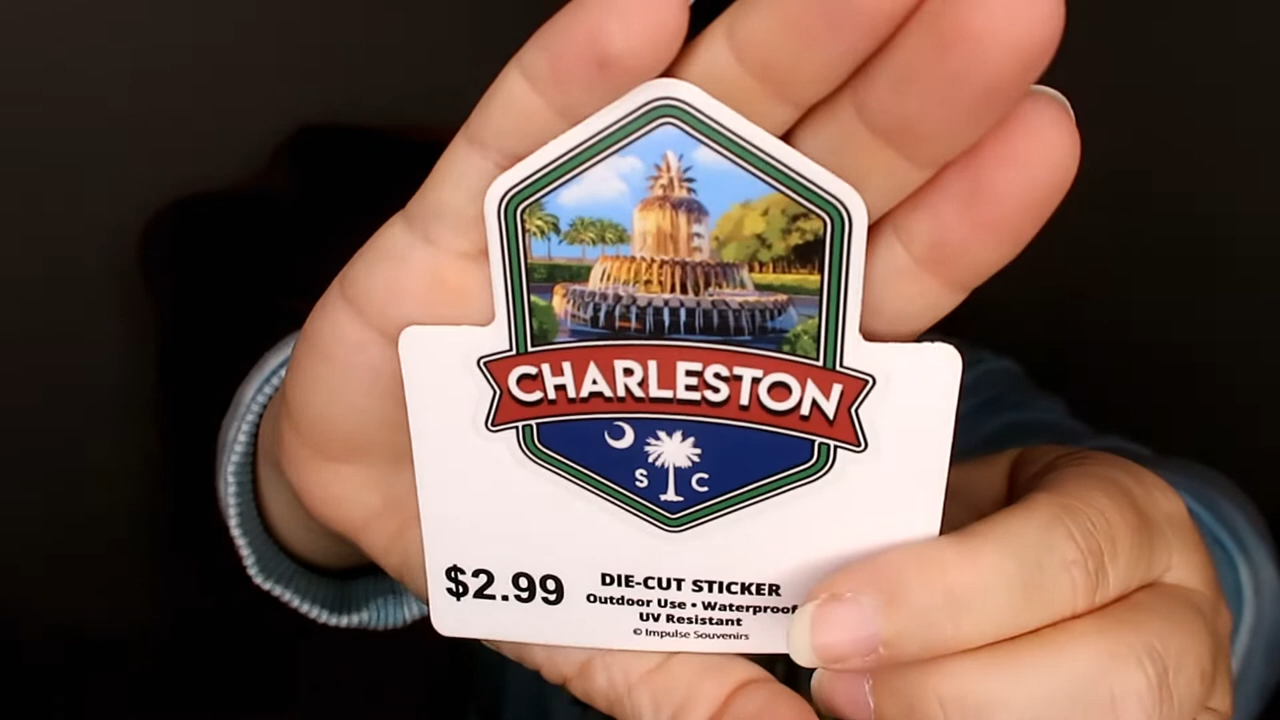 CHARLESTON
S C
$2.99
DIE-CUT STICKER
Outdoor Use • Waterproof
UV Resistant
© Impulse Souvenirs